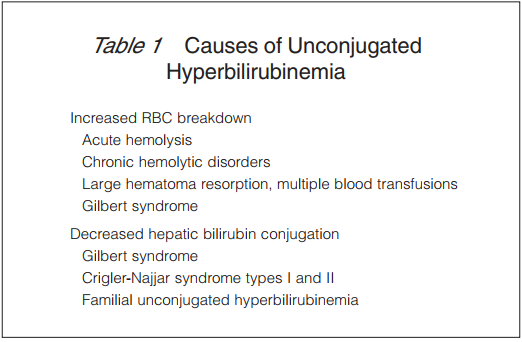 Table 1 Causes of Unconjugated
Hyperbilirubinemia
Increased RBC breakdown
Acute hemolysis
Chronic hemolytic disorders
Large hematoma resorption, multiple blood transfusions
Gilbert syndrome
Decreased hepatic bilirubin conjugation
Gilbert syndrome
Crigler-Najjar syndrome types I and II
Familial unconjugated hyperbilirubinemia